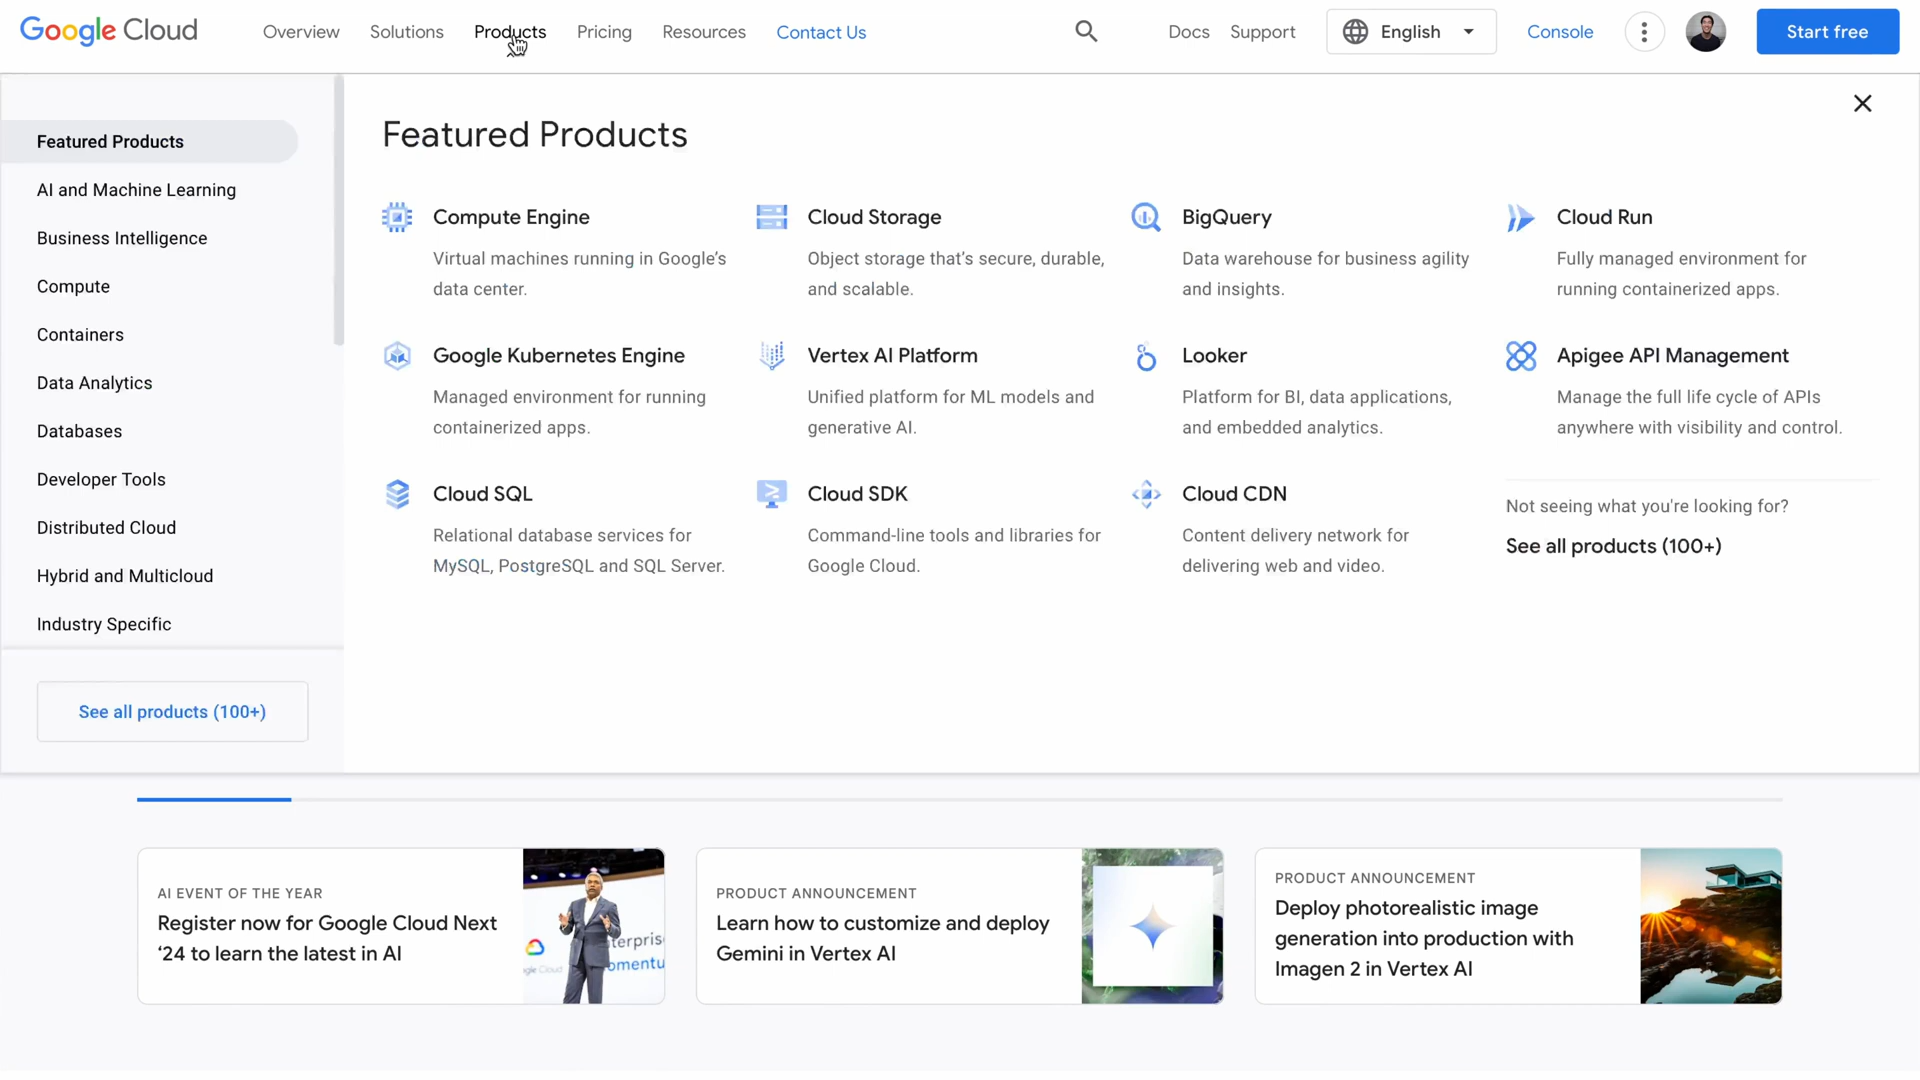 Google Cloud
Overview
Solutions
Products
Pricing
Resources
Contact Us
Docs
Support
English
Console
Start free
Featured Products
AI and Machine Learning
Business Intelligence
Compute
Containers
Data Analytics
Databases
Developer Tools
Distributed Cloud
Hybrid and Multicloud
Industry Specific
See all products (100+)
Featured Products
Compute Engine
Virtual machines running in Google’s
data center.
Cloud Storage
Object storage that’s secure, durable,
and scalable.
BigQuery
Data warehouse for business agility
and insights.
Cloud Run
Fully managed environment for
running containerized apps.
Google Kubernetes Engine
Managed environment for running
containerized apps.
Vertex AI Platform
Unified platform for ML models and
generative AI.
Looker
Platform for BI, data applications,
and embedded analytics.
Apigee API Management
Manage the full life cycle of APIs
anywhere with visibility and control.
Cloud SQL
Relational database services for
MySQL, PostgreSQL and SQL Server.
Cloud SDK
Command-line tools and libraries for
Google Cloud.
Cloud CDN
Content delivery network for
delivering web and video.
Not seeing what you're looking for?
See all products (100+)
AI EVENT OF THE YEAR
Register now for Google Cloud Next
‘24 to learn the latest in AI
terpris
gle Cloud
omentu
PRODUCT ANNOUNCEMENT
Learn how to customize and deploy
Gemini in Vertex AI
PRODUCT ANNOUNCEMENT
Deploy photorealistic image
generation into production with
Imagen 2 in Vertex AI